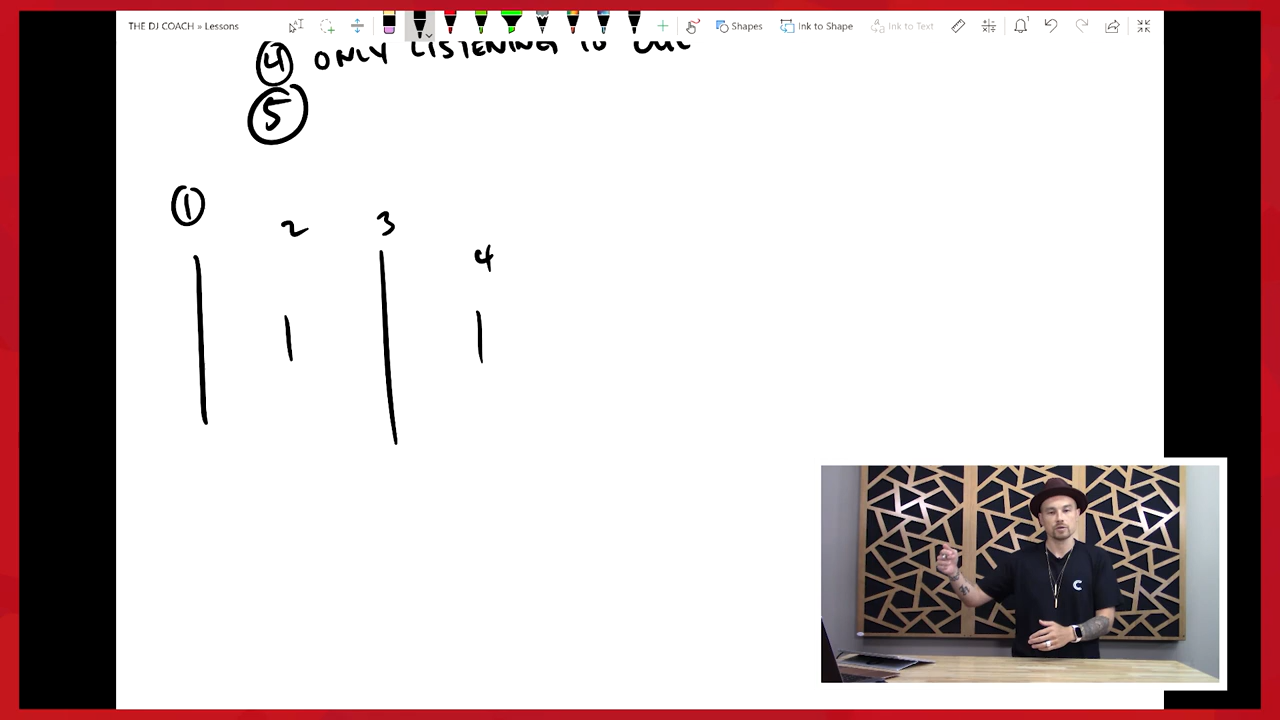 THE DJ COACH » Lessons
Shapes
Ink to Shape
Ink to Text
4 ONLY LISTENING TO CUE
5
1
2
3
4
C